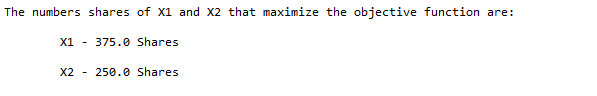 The numbers shares of X1 and X2 that maximize the objective function are:
X1 - 375.0 Shares
X2 - 250.0 Shares